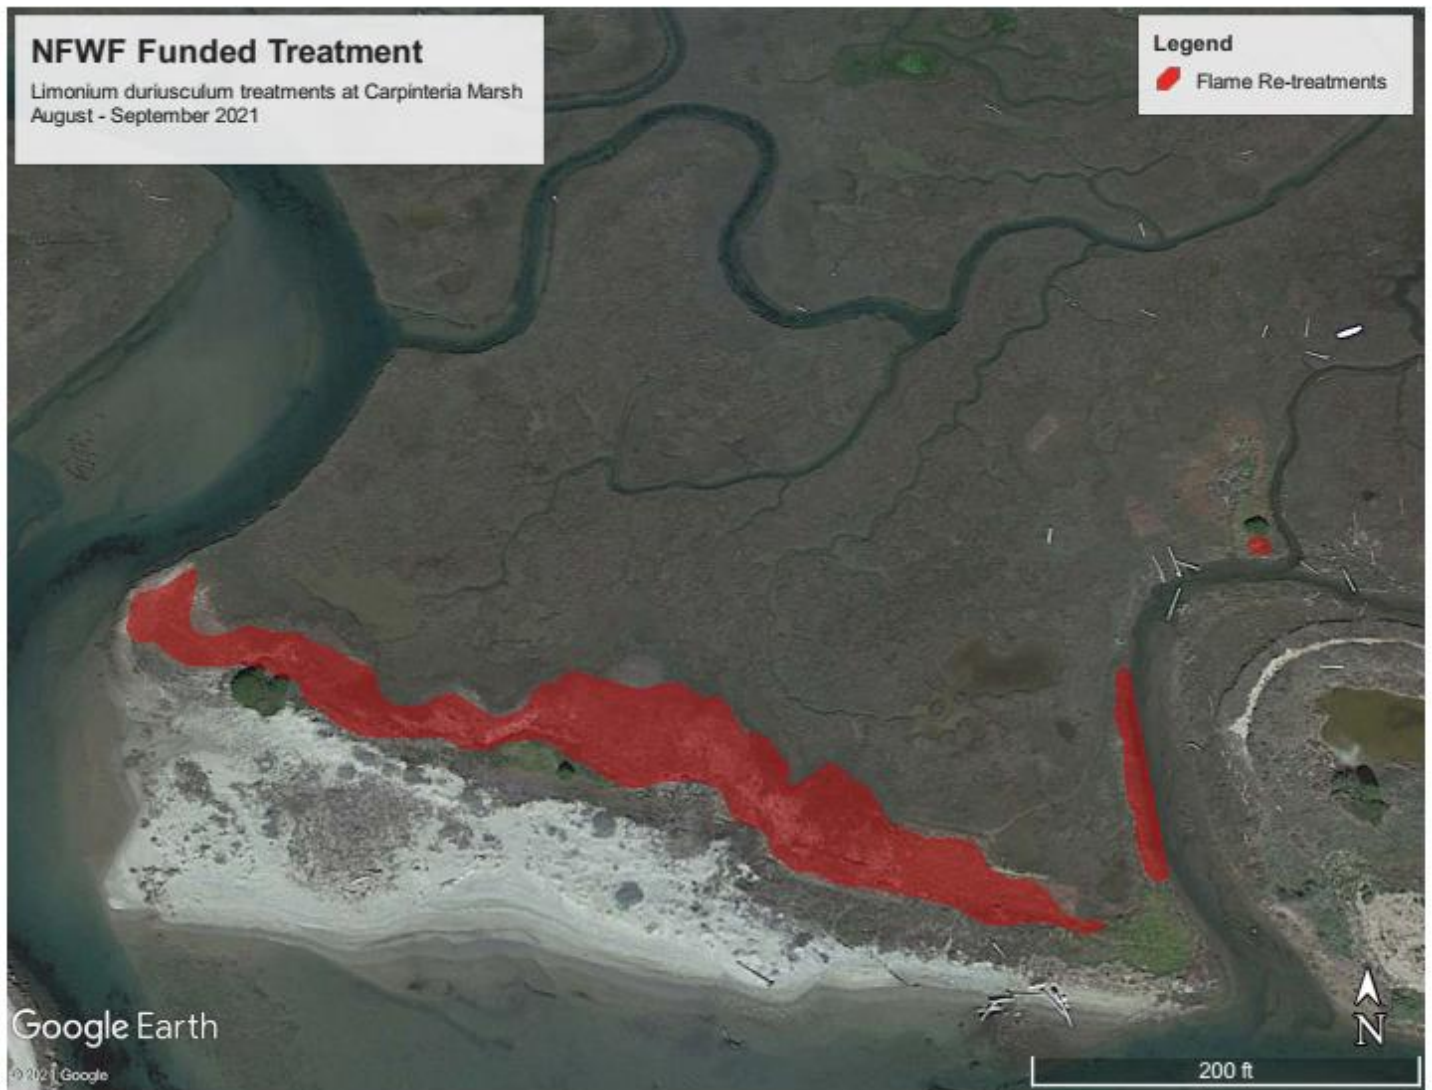 NFWF Funded Treatment
Limonium duriusculum treatments at Carpinteria Marsh
August - September 2021
Legend
Flame Re-treatments
Google Earth
© 2021 Google
N
200 ft